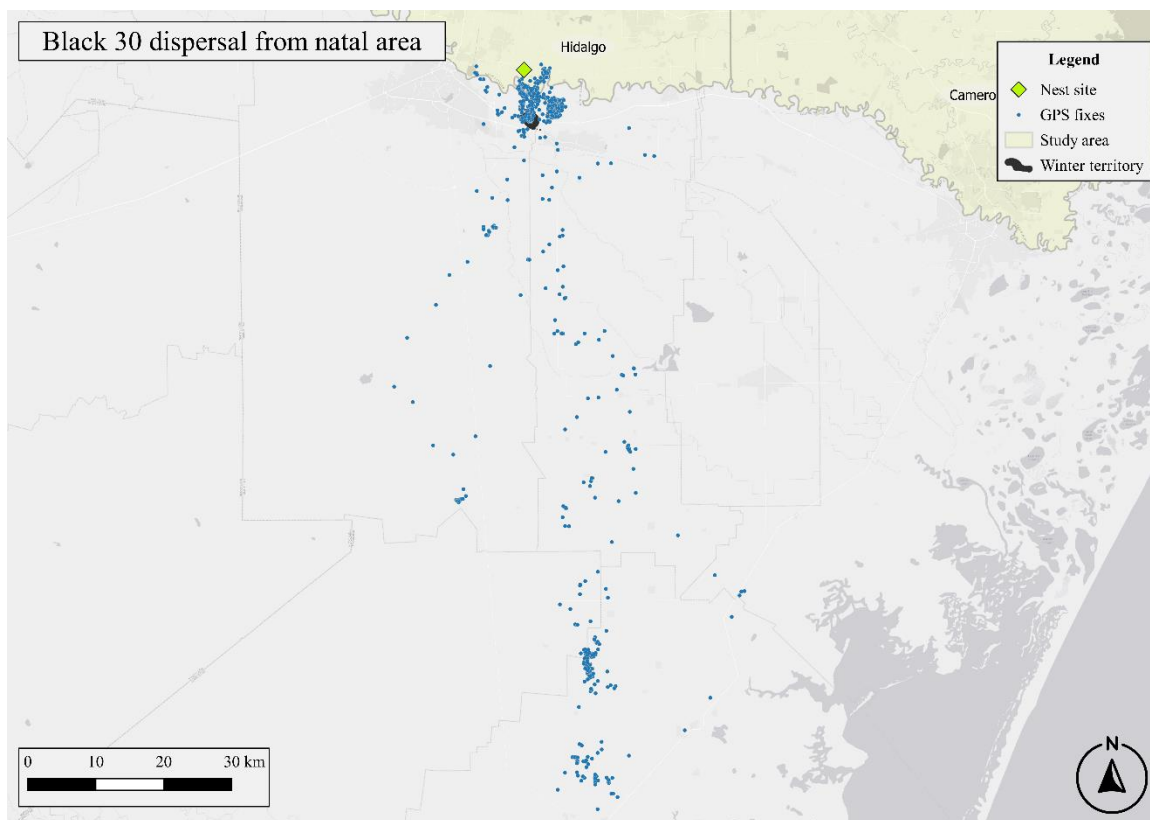 Black 30 dispersal from natal area
Hidalgo
Legend
Nest site
Camero
GPS fixes
Study area
Winter territory
0 10 20 30 km
N